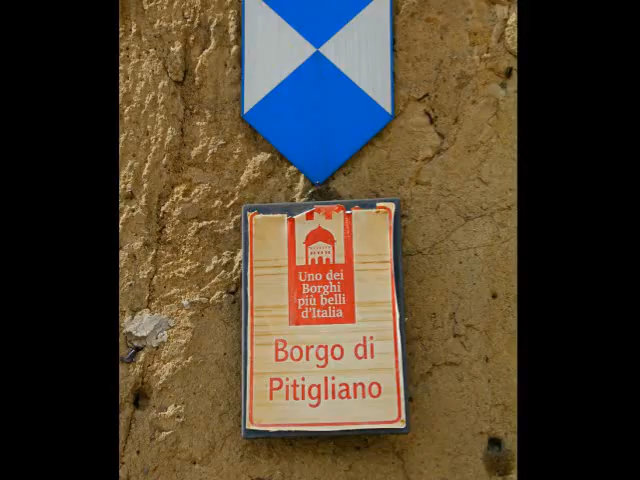 Uno dei
Borghi
più belli
d'Italia
Borgo di
Pitigliano